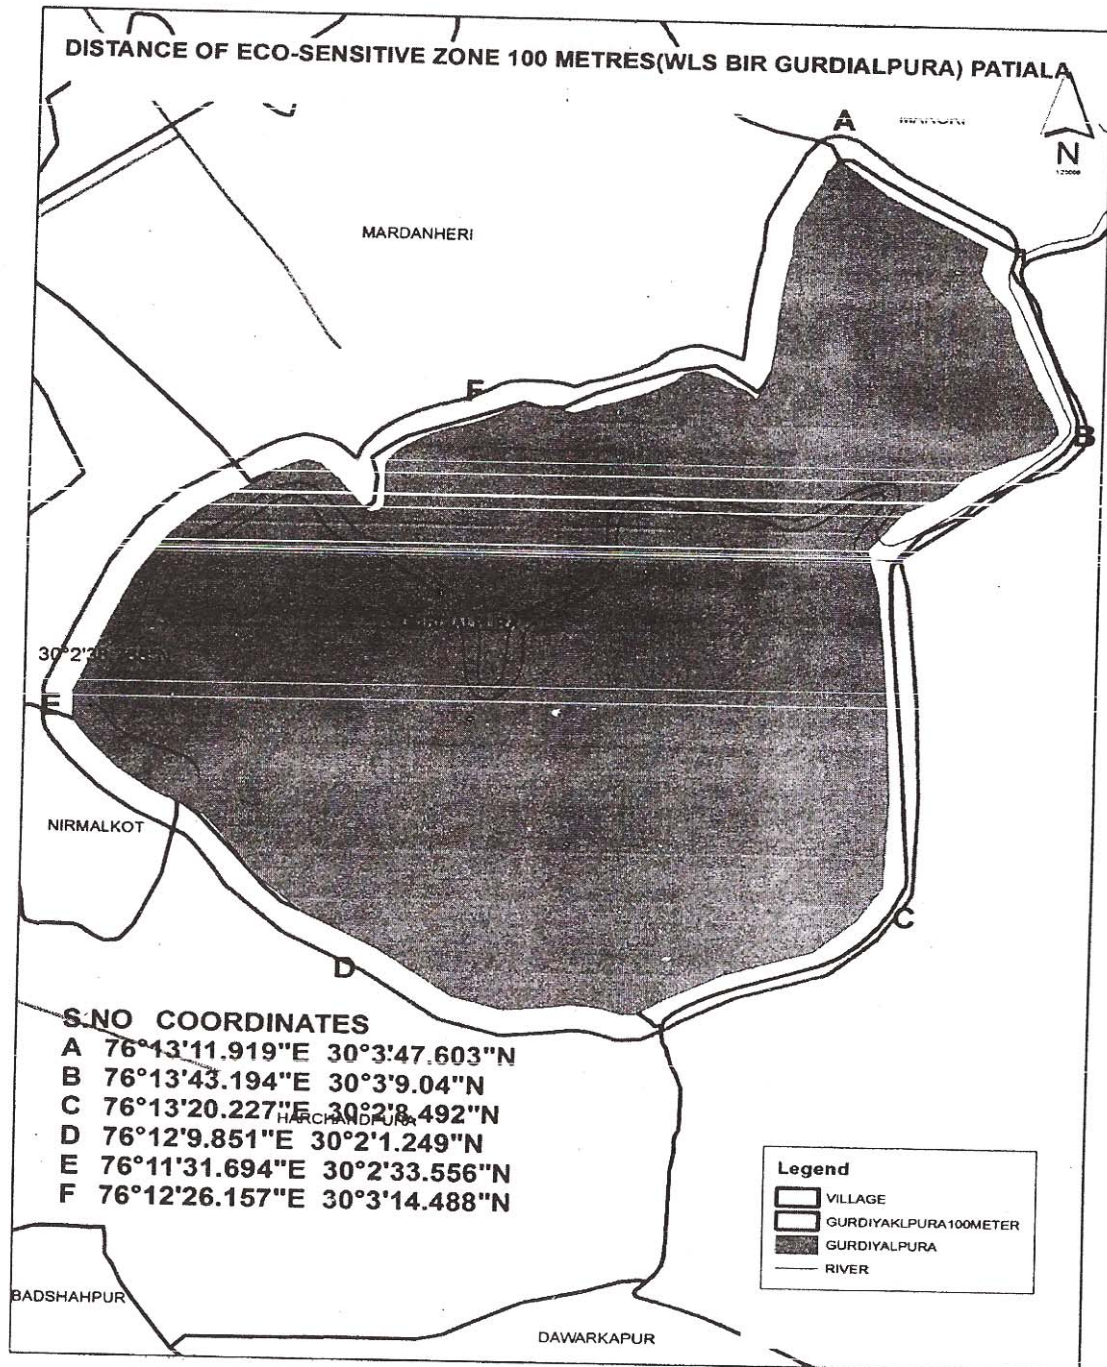 DISTANCE OF ECO-SENSITIVE ZONE 100 METRES(WLS BIR GURDIALPURA) PATIALA
A
N
MARDANHERI
F
B
E
NIRMALKOT
C
D
S.NO COORDINATES
A 76°13'11.919"E 30°3'47.603"N
B 76°13'43.194"E 30°3'9.04"N
C 76°13'20.227"E 30°2'8.492"N
HARCHANDPURA
D 76°12'9.851"E 30°2'1.249"N
E 76°11'31.694"E 30°2'33.556"N
F 76°12'26.157"E 30°3'14.488"N
Legend
VILLAGE
GURDIYAKLPURA100METER
GURDIYALPURA
RIVER
BADSHAHPUR
DAWARKAPUR